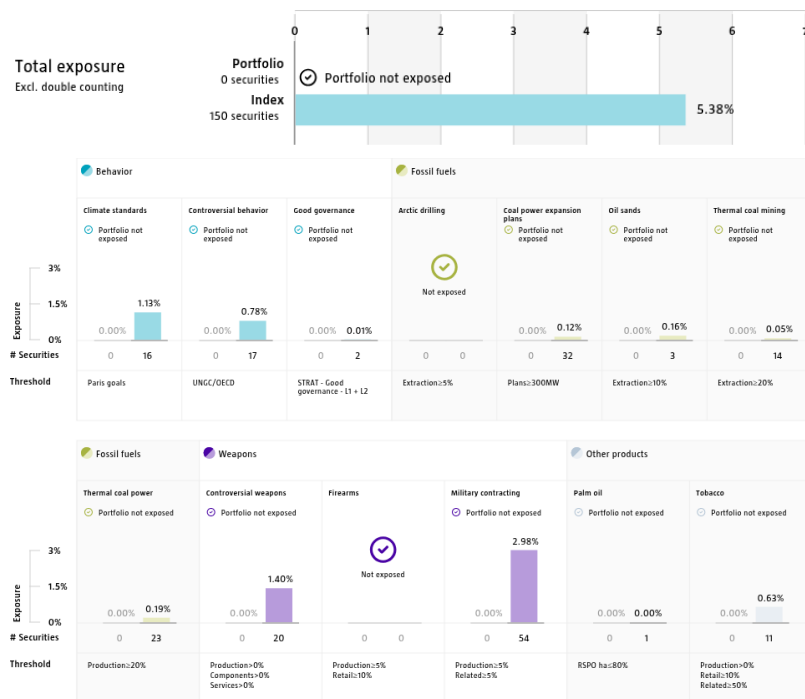 0 1 2 3 4 5 6 7
Total exposure
Excl. double counting
Portfolio
0 securities
Portfolio not exposed
Index
150 securities
5.38%
Behavior Fossil fuels
Climate standards Controversial behavior Good governance Arctic drilling Coal power expansion plans Oil sands Thermal coal mining
Portfolio not exposed Portfolio not exposed Portfolio not exposed Portfolio not exposed Portfolio not exposed Portfolio not exposed
Not exposed
Exposure
3%
1.5%
0%
0.00% 1.13% 0.00% 0.78% 0.00% 0.01% 0.00% 0.12% 0.00% 0.16% 0.00% 0.05%
# Securities 0 16 0 17 0 2 0 0 0 32 0 3 0 14
Threshold Paris goals UNGC/OECD STRAT - Good governance - L1 + L2 Extraction≥5% Plans≥300MW Extraction≥10% Extraction≥20%
Fossil fuels Weapons Other products
Thermal coal power Controversial weapons Firearms Military contracting Palm oil Tobacco
Portfolio not exposed Portfolio not exposed Portfolio not exposed Portfolio not exposed Portfolio not exposed
Not exposed
Exposure
3%
1.5%
0%
0.00% 0.19% 0.00% 1.40% 0.00% 2.98% 0.00% 0.00% 0.00% 0.63%
# Securities 0 23 0 20 0 0 0 54 0 1 0 11
Threshold Production≥20% Production>0% Production≥5% Production≥5% RSPO ha≤80% Production>0%
Components>0% Retail≥10% Related≥5% Retail≥10%
Services>0% Related≥50%